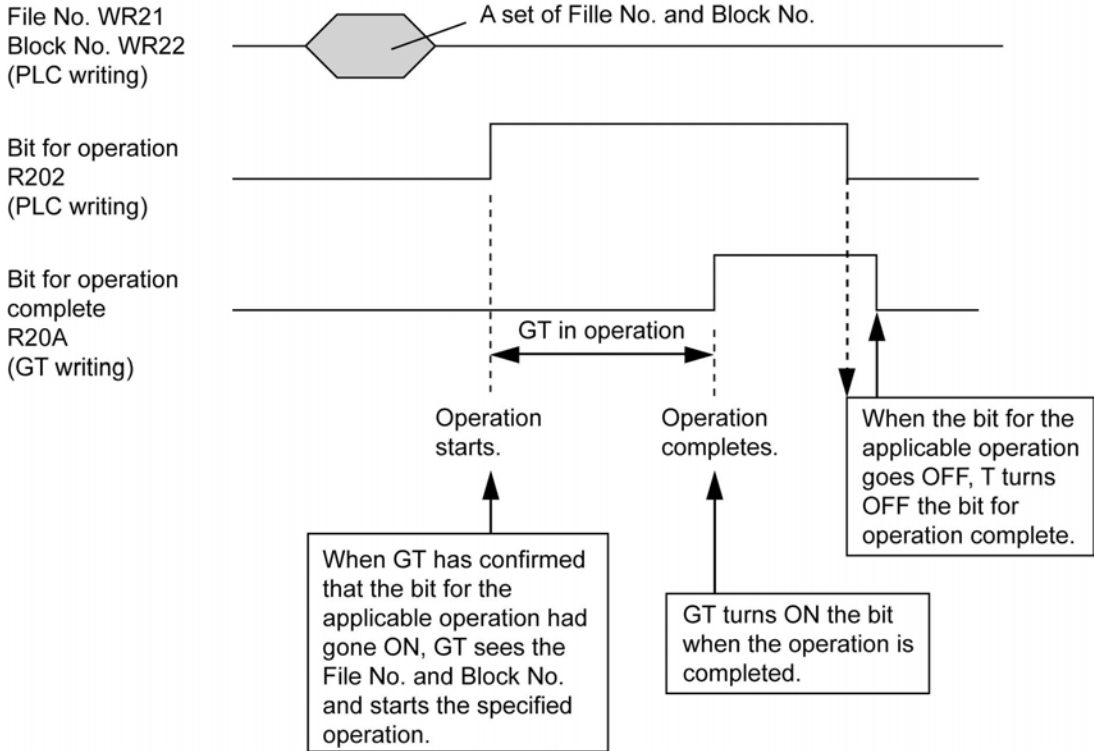 File No. WR21
Block No. WR22
(PLC writing)
A set of Fille No. and Block No.
Bit for operation
R202
(PLC writing)
Bit for operation
complete
R20A
(GT writing)
GT in operation
Operation
starts.
Operation
completes.
When the bit for the
applicable operation
goes OFF, T turns
OFF the bit for
operation complete.
When GT has confirmed
that the bit for the
applicable operation had
gone ON, GT sees the
File No. and Block No.
and starts the specified
operation.
GT turns ON the bit
when the operation is
completed.